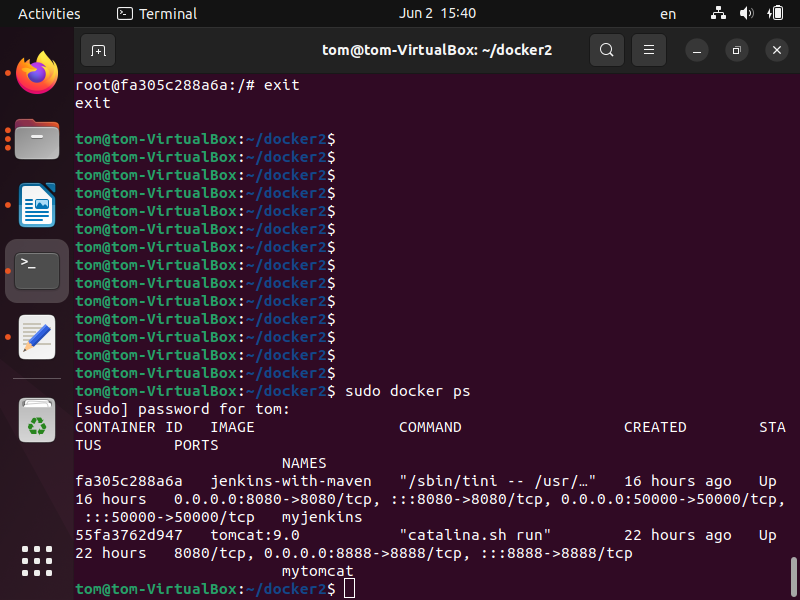 Activities
Terminal
Jun 2 15:40
en
tom@tom-VirtualBox: ~/docker2
root@fa305c288a6a:/# exit
exit
tom@tom-VirtualBox:~/docker2$
tom@tom-VirtualBox:~/docker2$
tom@tom-VirtualBox:~/docker2$
tom@tom-VirtualBox:~/docker2$
tom@tom-VirtualBox:~/docker2$
tom@tom-VirtualBox:~/docker2$
tom@tom-VirtualBox:~/docker2$
tom@tom-VirtualBox:~/docker2$
tom@tom-VirtualBox:~/docker2$
tom@tom-VirtualBox:~/docker2$
tom@tom-VirtualBox:~/docker2$
tom@tom-VirtualBox:~/docker2$
tom@tom-VirtualBox:~/docker2$
tom@tom-VirtualBox:~/docker2$
tom@tom-VirtualBox:~/docker2$ sudo docker ps
[sudo] password for tom:
CONTAINER ID   IMAGE                COMMAND                  CREATED        STA
TUS        PORTS
                       NAMES
fa305c288a6a   jenkins-with-maven   "/sbin/tini -- /usr/…"   16 hours ago   Up
16 hours   0.0.0.0:8080->8080/tcp, :::8080->8080/tcp, 0.0.0.0:50000->50000/tcp,
 :::50000->50000/tcp   myjenkins
55fa3762d947   tomcat:9.0           "catalina.sh run"        22 hours ago   Up
22 hours   8080/tcp, 0.0.0.0:8888->8888/tcp, :::8888->8888/tcp
                       mytomcat
tom@tom-VirtualBox:~/docker2$